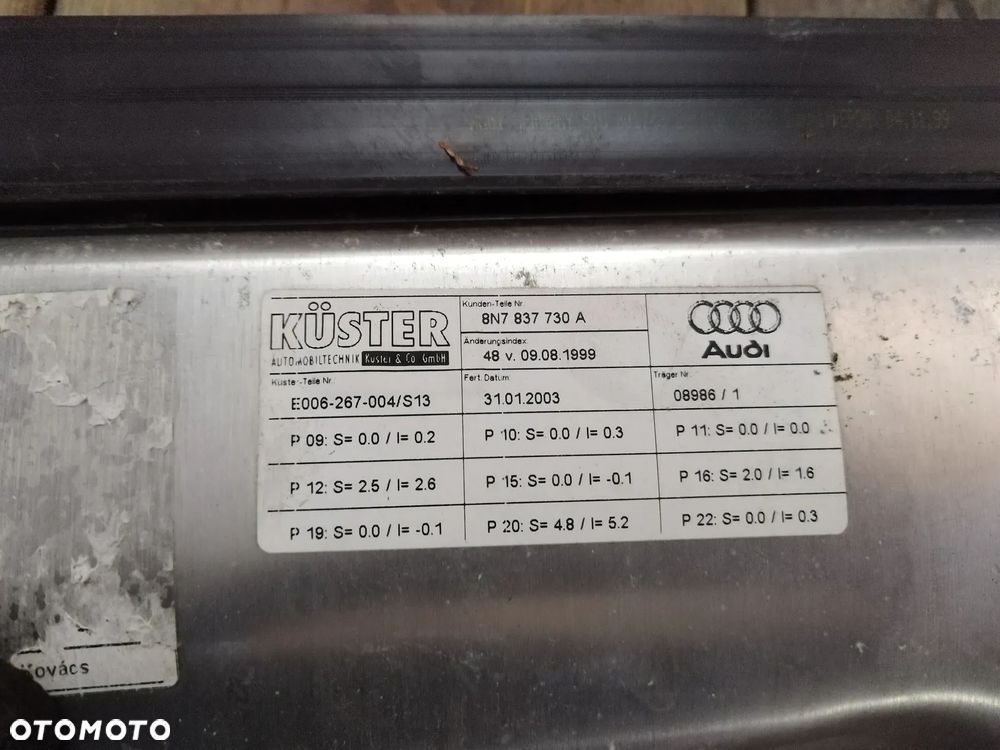 04.11.99
KÜSTER
AUTOMOBILTECHNIK Küster & Co. GmbH
Kunden-Teile Nr.
8N7 837 730 A
Änderungsindex
48 v. 09.08.1999
Audi
Küster-Teile Nr.
E006-267-004/S13
Fert. Datum
31.01.2003
Träger Nr.
08986 / 1
P 09: S= 0.0 / I= 0.2
P 10: S= 0.0 / I= 0.3
P 11: S= 0.0 / I= 0.0
P 12: S= 2.5 / I= 2.6
P 15: S= 0.0 / I= -0.1
P 16: S= 2.0 / I= 1.6
P 19: S= 0.0 / I= -0.1
P 20: S= 4.8 / I= 5.2
P 22: S= 0.0 / I= 0.3
Kovács
OTOMOTO